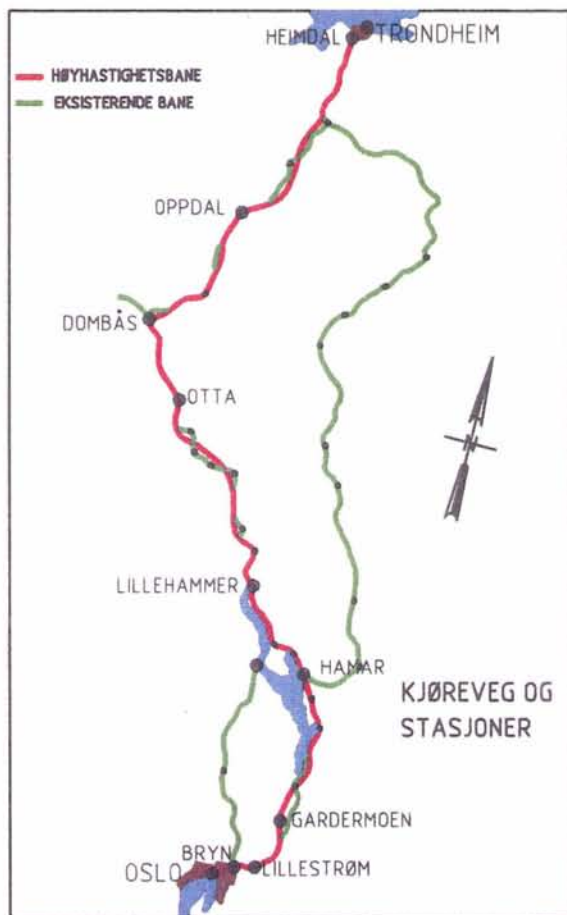 HEIMDAL
TRONDHEIM
HØYHASTIGHETSBANE
EKSISTERENDE BANE
OPPDAL
DOMBÅS
OTTA
N
LILLEHAMMER
HAMAR
KJØREVEG OG
STASJONER
GARDERMOEN
BRYN
OSLO
LILLESTRØM